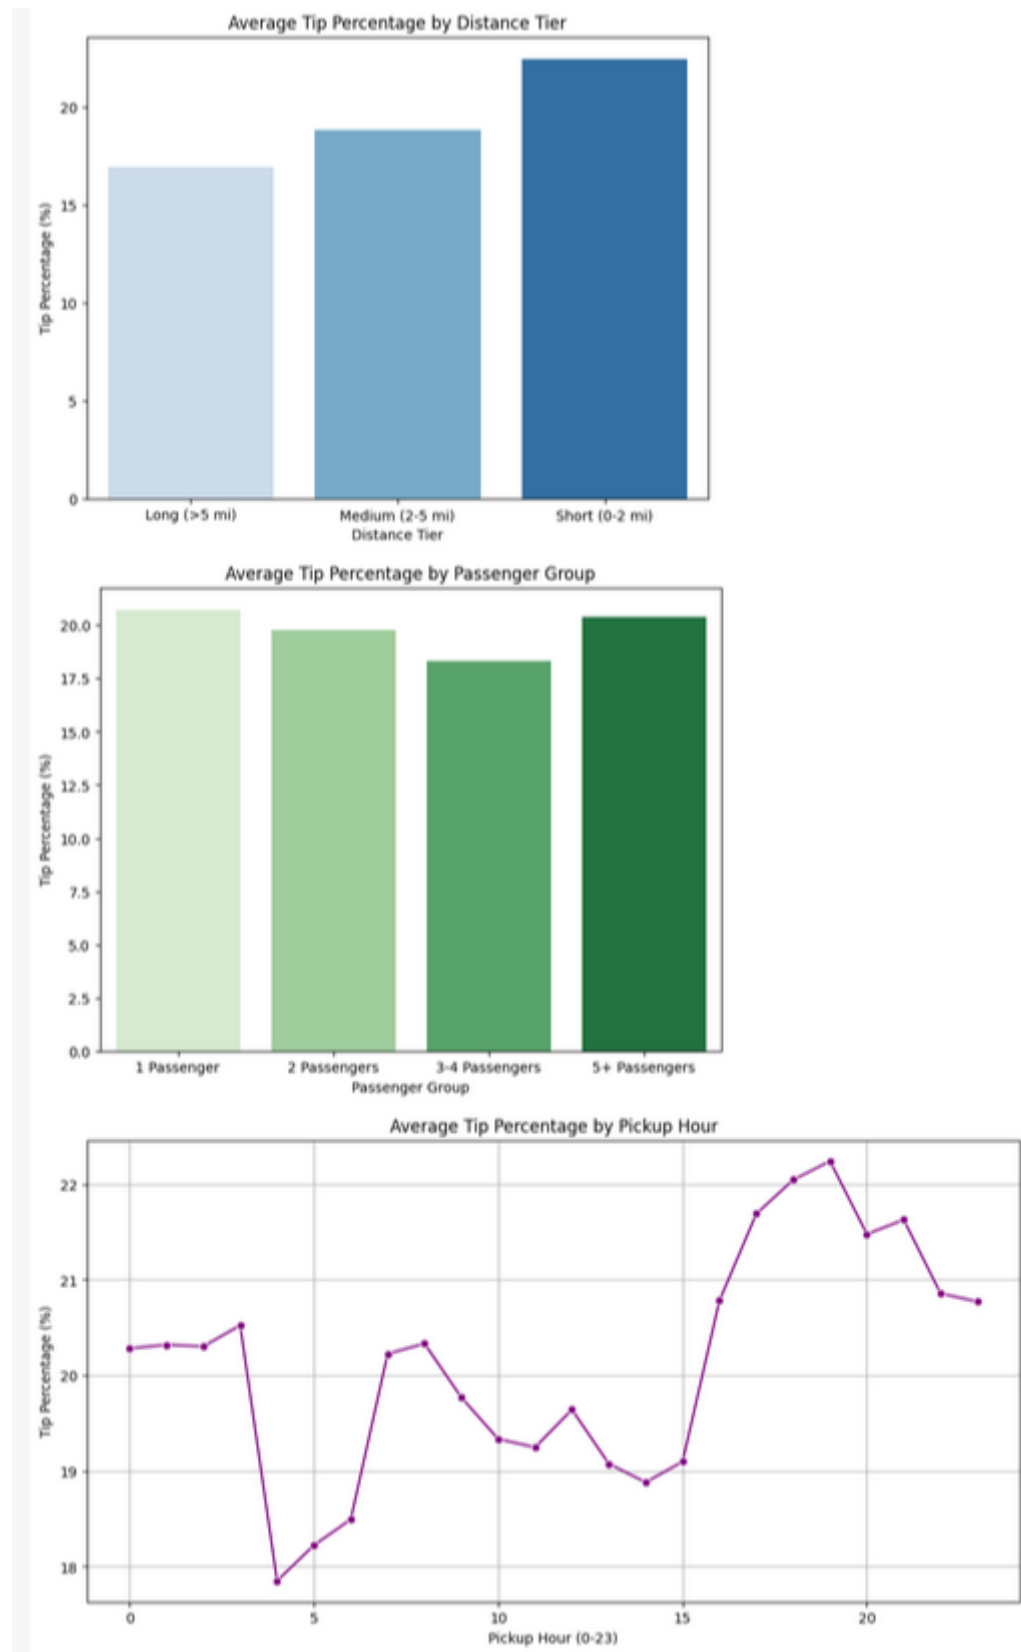 Average Tip Percentage by Distance Tier
Tip Percentage (%)
20
15
10
5
0
Long (>5 mi) Medium (2-5 mi) Short (0-2 mi)
Distance Tier
Average Tip Percentage by Passenger Group
Tip Percentage (%)
20.0
17.5
15.0
12.5
10.0
7.5
5.0
2.5
0.0
1 Passenger 2 Passengers 3-4 Passengers 5+ Passengers
Passenger Group
Average Tip Percentage by Pickup Hour
Tip Percentage (%)
22
21
20
19
18
0 5 10 15 20
Pickup Hour (0-23)